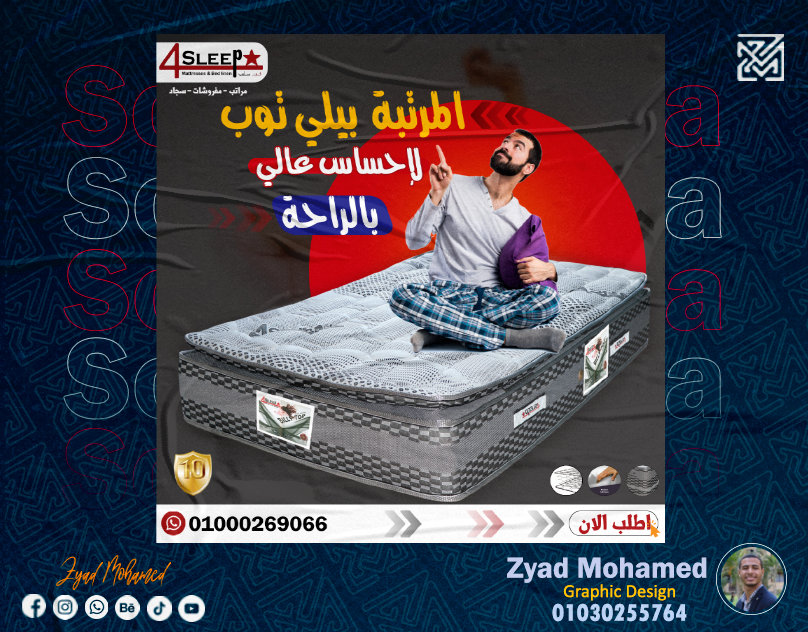 4SLEEP
Mattresses & Bed linen
مراتب - مفروشات - سجاد
المرتبة بيلي توب
لإحساس عالي
بالراحة
10
01000269066
اطلب الان
Zyad Mohamed
Zyad Mohamed
Graphic Design
01030255764